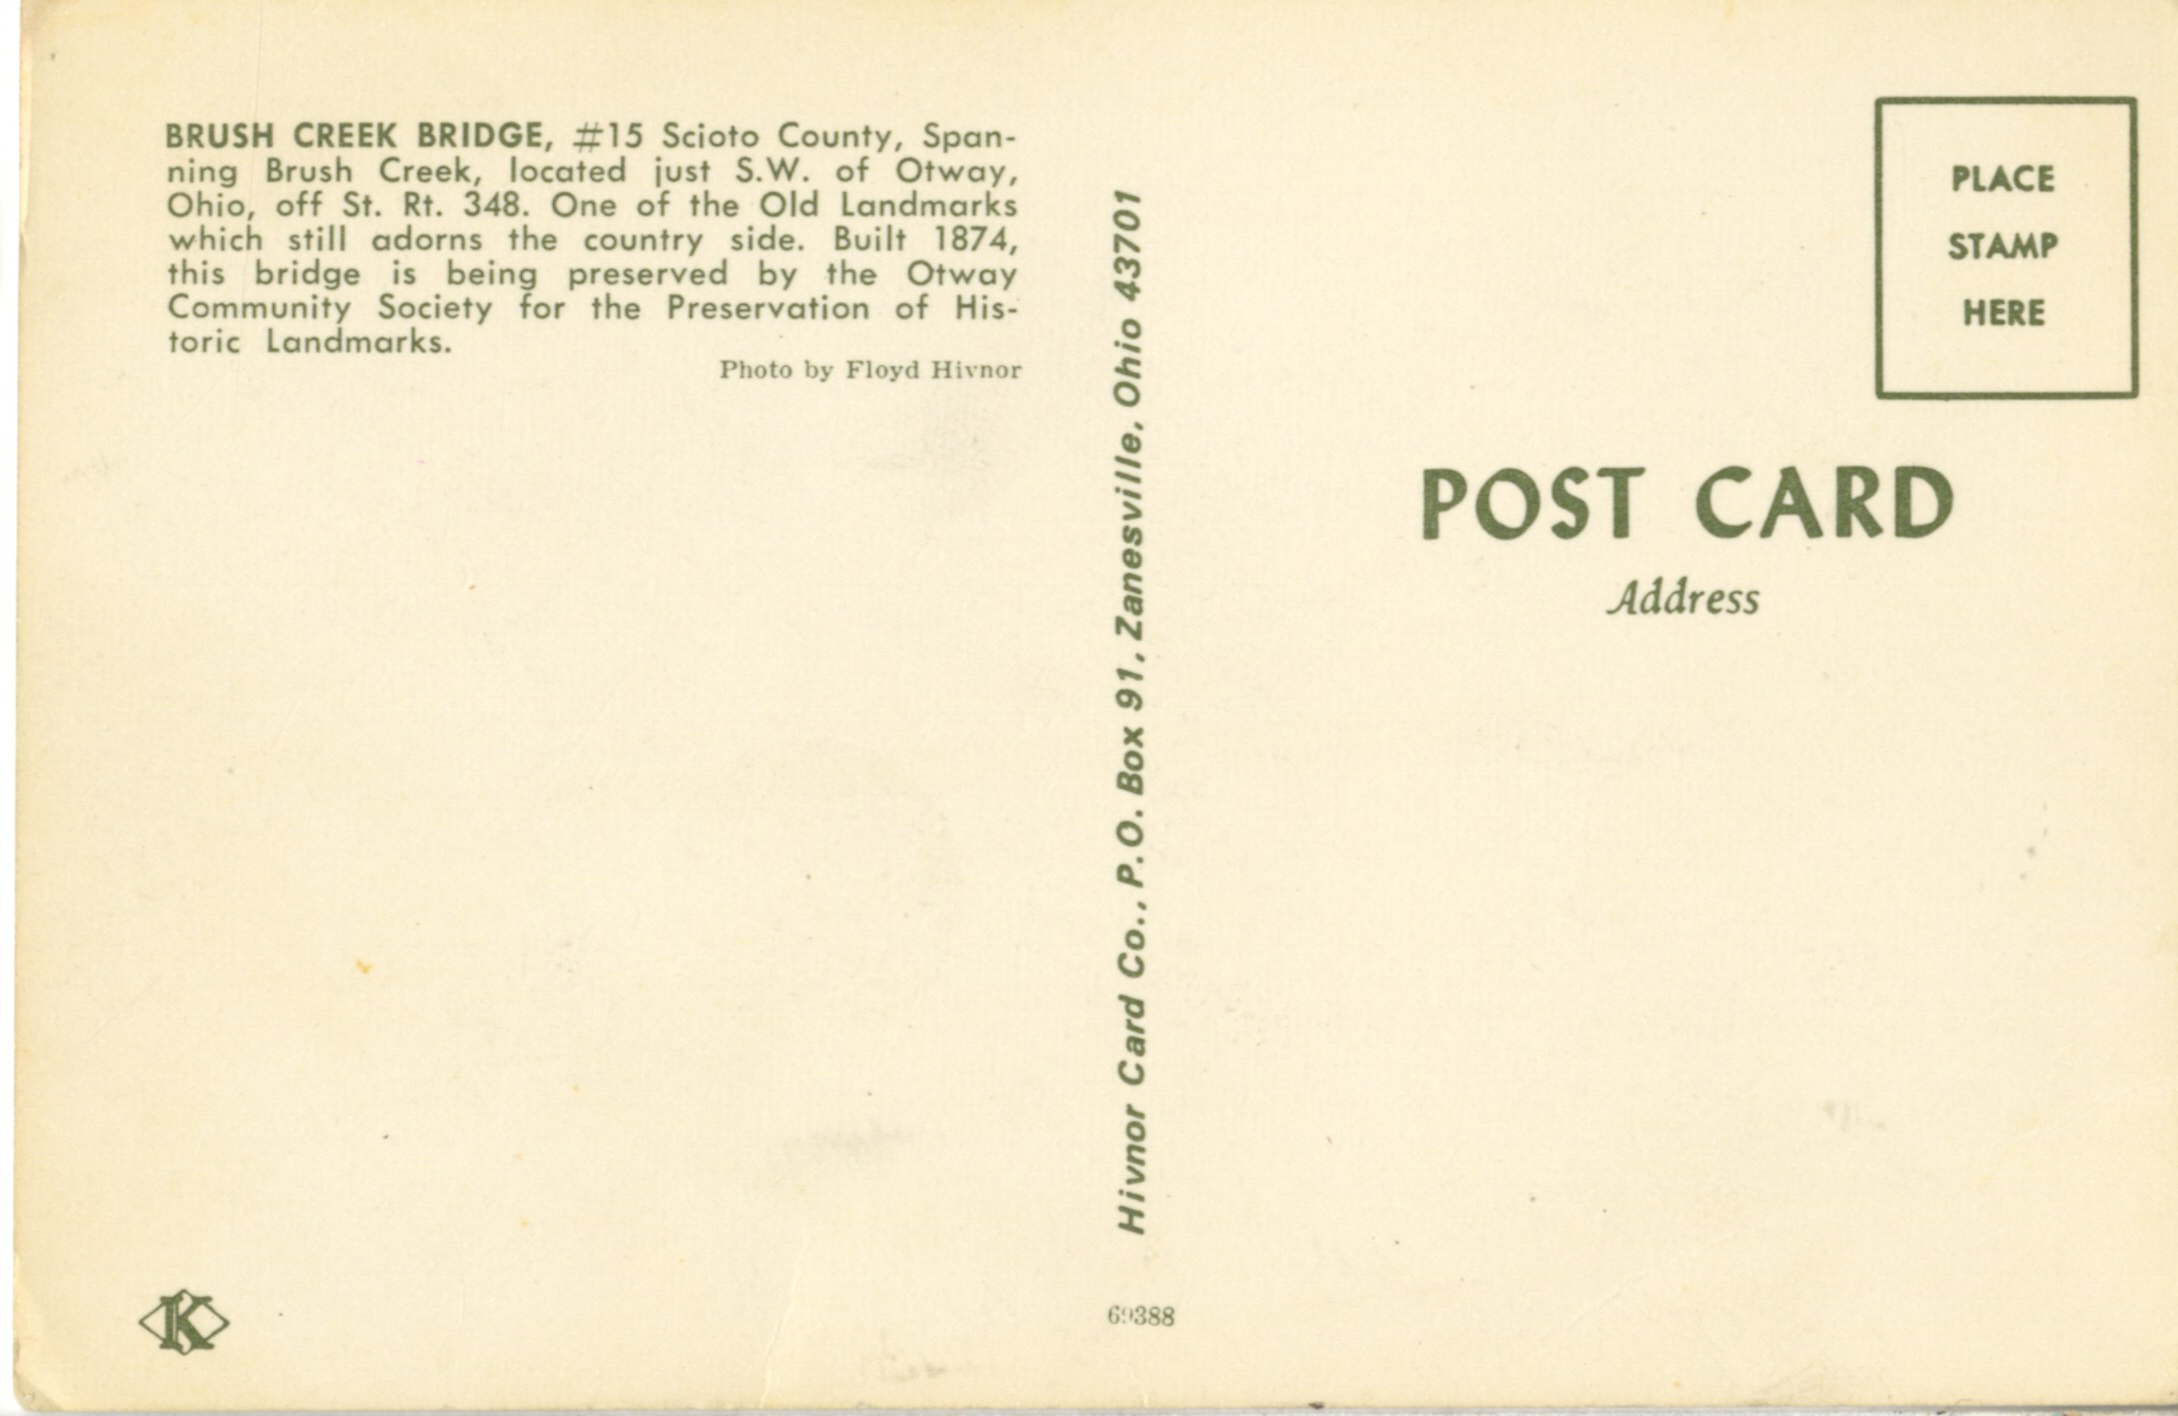 BRUSH CREEK BRIDGE, #15 Scioto County, Span-
ning Brush Creek, located just S.W. of Otway,
Ohio, off St. Rt. 348. One of the Old Landmarks
which still adorns the country side. Built 1874,
this bridge is being preserved by the Otway
Community Society for the Preservation of His-
toric Landmarks.
Photo by Floyd Hivnor
K
Hivnor Card Co., P.O. Box 91, Zanesville, Ohio 43701
69388
PLACE
STAMP
HERE
POST CARD
Address